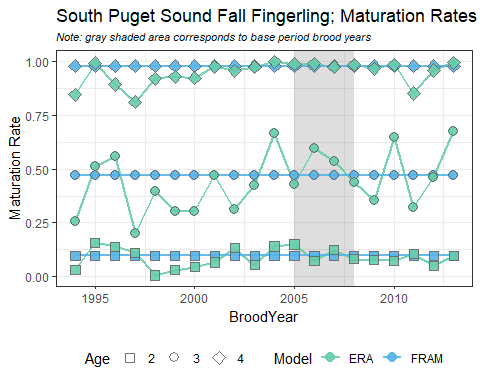 South Puget Sound Fall Fingerling; Maturation Rates
Note: gray shaded area corresponds to base period brood years
1.00
0.75
0.50
0.25
0.00
Maturation Rate
1995 2000 2005 2010
BroodYear
Age 2 3 4 Model ERA FRAM